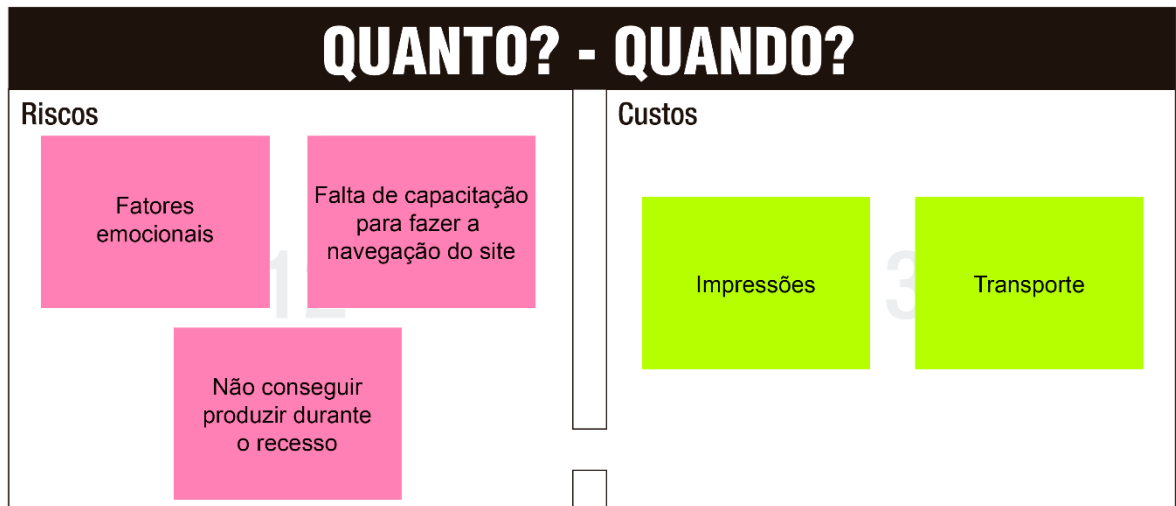 QUANTO? - QUANDO?
Riscos
Fatores
emocionais
Falta de capacitação
para fazer a
navegação do site
Não conseguir
produzir durante
o recesso
Custos
Impressões
Transporte